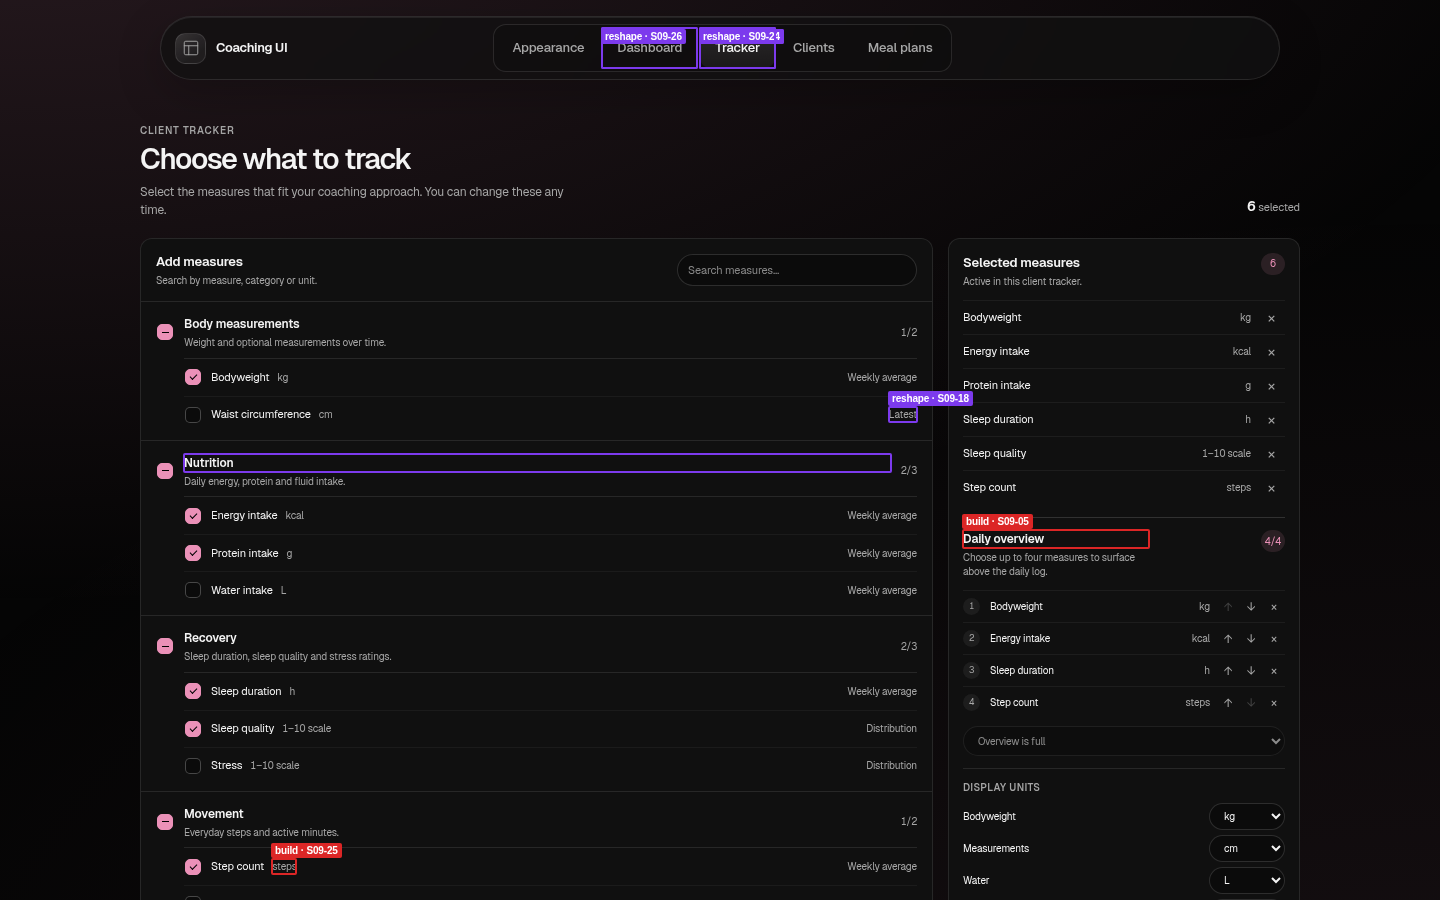 Coaching UI
Appearance
reshape · S09-26
Dashboard
reshape · S09-24
Tracker
Clients
Meal plans
CLIENT TRACKER
Choose what to track
Select the measures that fit your coaching approach. You can change these any
time.
6 selected
Add measures
Search by measure, category or unit.
Search measures...
Body measurements
Weight and optional measurements over time.
1/2
Bodyweight kg
Weekly average
reshape · S09-18
Waist circumference cm
Latest
Nutrition
Daily energy, protein and fluid intake.
2/3
Energy intake kcal
Weekly average
Protein intake g
Weekly average
Water intake L
Weekly average
Recovery
Sleep duration, sleep quality and stress ratings.
2/3
Sleep duration h
Weekly average
Sleep quality 1–10 scale
Distribution
Stress 1–10 scale
Distribution
Movement
Everyday steps and active minutes.
1/2
build · S09-25
Step count steps
Weekly average
Selected measures
6
Active in this client tracker.
Bodyweight kg ×
Energy intake kcal ×
Protein intake g ×
Sleep duration h ×
Sleep quality 1–10 scale ×
Step count steps ×
build · S09-05
Daily overview
4/4
Choose up to four measures to surface
above the daily log.
1 Bodyweight kg ↑ ↓ ×
2 Energy intake kcal ↑ ↓ ×
3 Sleep duration h ↑ ↓ ×
4 Step count steps ↑ ↓ ×
Overview is full
DISPLAY UNITS
Bodyweight kg
Measurements cm
Water L